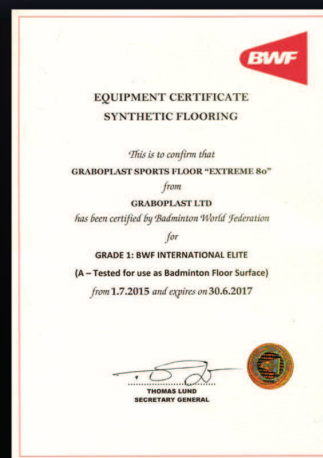 BWF
EQUIPMENT CERTIFICATE
SYNTHETIC FLOORING
This is to confirm that
GRABOPLAST SPORTS FLOOR “EXTREME 80”
from
GRABOPLAST LTD
has been certified by Badminton World Federation
for
GRADE 1: BWF INTERNATIONAL ELITE
(A – Tested for use as Badminton Floor Surface)
from 1.7.2015 and expires on 30.6.2017
THOMAS LUND
SECRETARY GENERAL